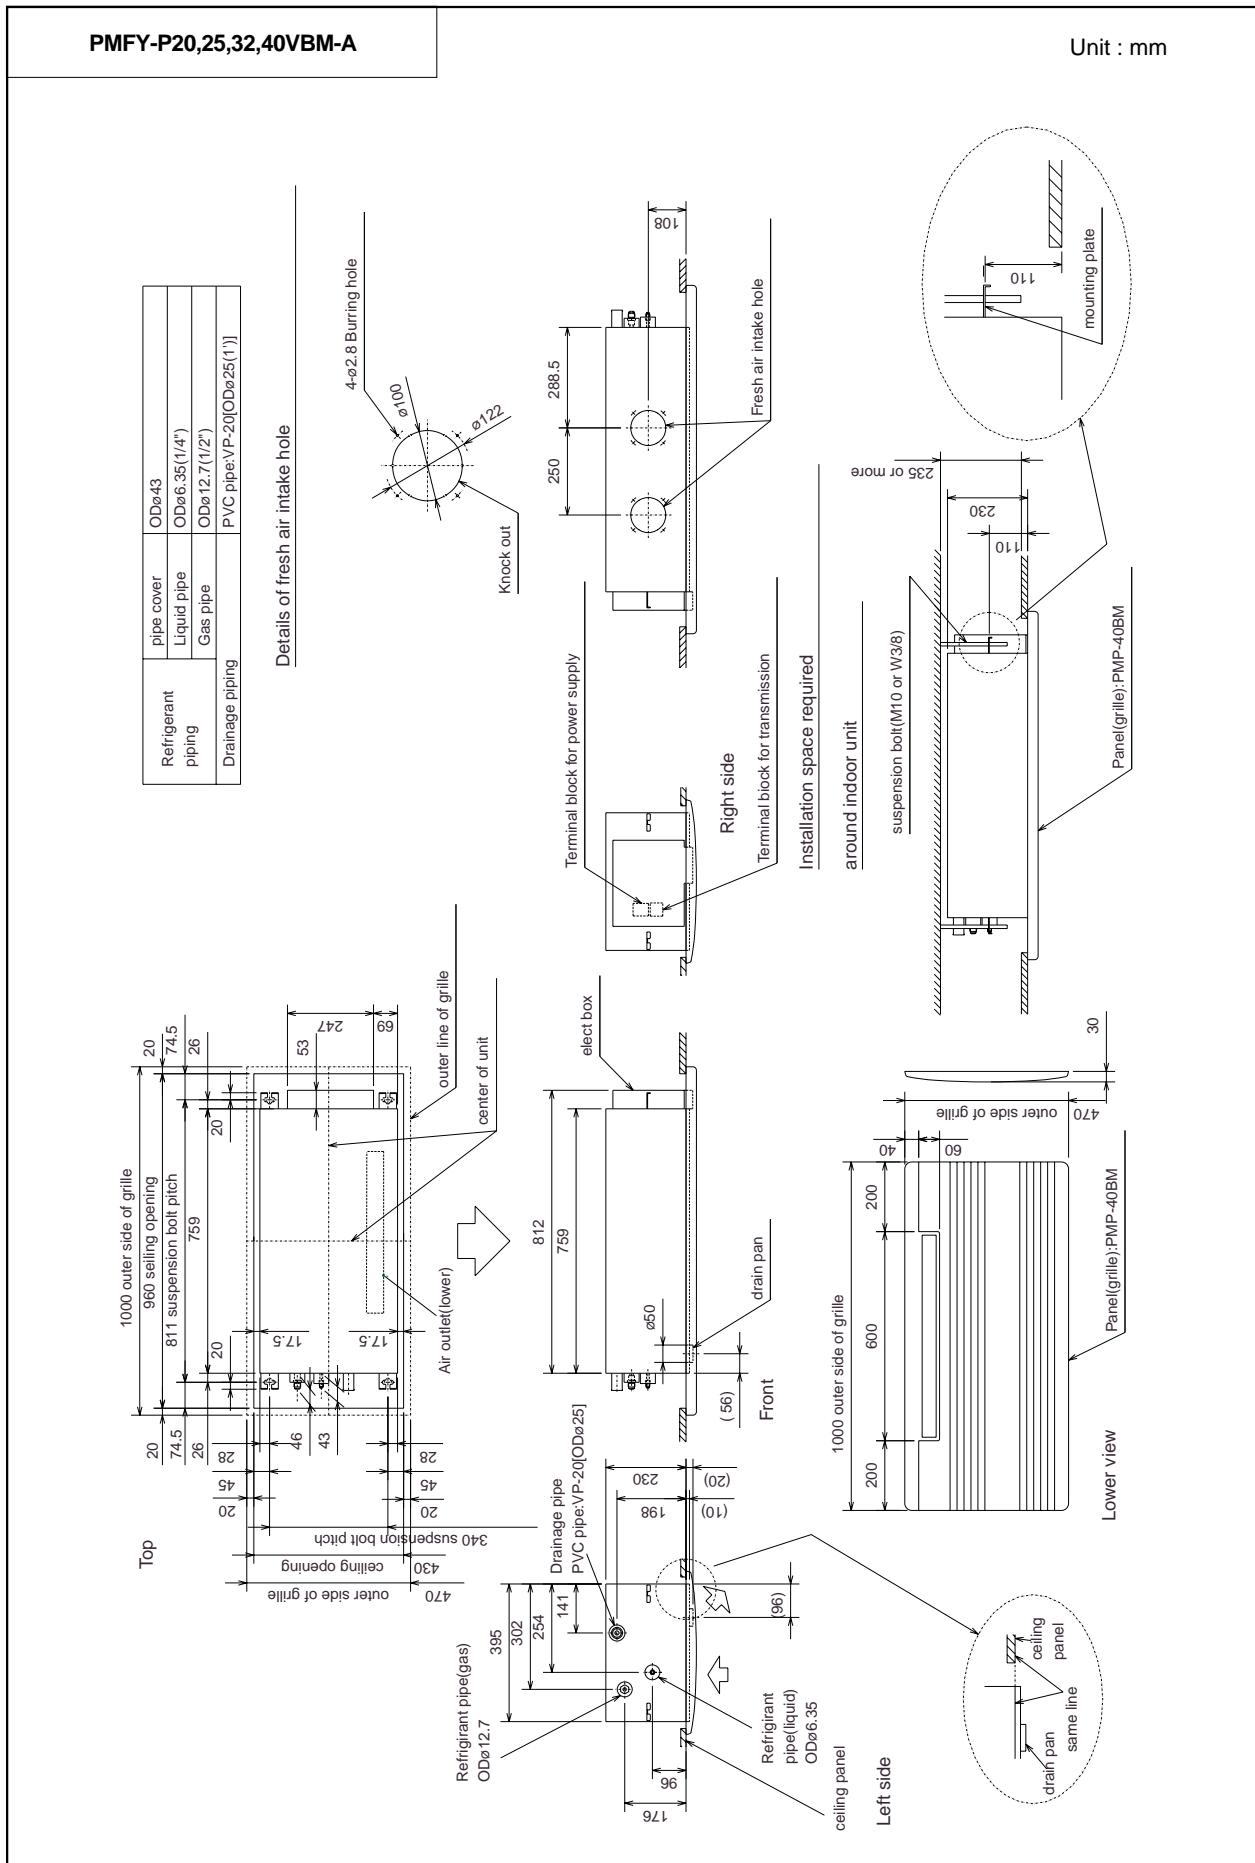 PMFY-P20,25,32,40VBM-A
Unit : mm
Refrigerant
piping
pipe cover
ODø43
Liquid pipe
ODø6.35(1/4")
Gas pipe
ODø12.7(1/2")
Drainage piping
PVC pipe:VP-20[ODø25(1')]
Details of fresh air intake hole
4-ø2.8 Burring hole
ø100
ø122
Knock out
Top
1000 outer side of grille
960 seiling opening
811 suspension bolt pitch
759
20
74.5
26
20
74.5
26
20
20
53
247
69
outer line of grille
center of unit
Air outlet(lower)
17.5
17.5
46
43
28
45
20
28
45
20
340 suspension bolt pitch
430
ceiling opening
470
outer side of grille
Terminal block for power supply
Terminal biock for transmission
Right side
288.5
250
108
Fresh air intake hole
elect box
812
759
ø50
drain pan
( 56)
Front
Drainage pipe
PVC pipe:VP-20[ODø25]
230
198
(20)
(10)
395
302
254
141
(96)
Refrigirant pipe(gas)
ODø12.7
Refrigirant
pipe(liquid)
ODø6.35
96
176
ceiling panel
Left side
Installation space required
around indoor unit
suspension bolt(M10 or W3/8)
235 or more
230
110
Panel(grille):PMP-40BM
110
mounting plate
30
470
outer side of grille
40
60
1000 outer side of grille
200
600
200
Panel(grille):PMP-40BM
Lower view
ceiling
panel
same line
drain pan